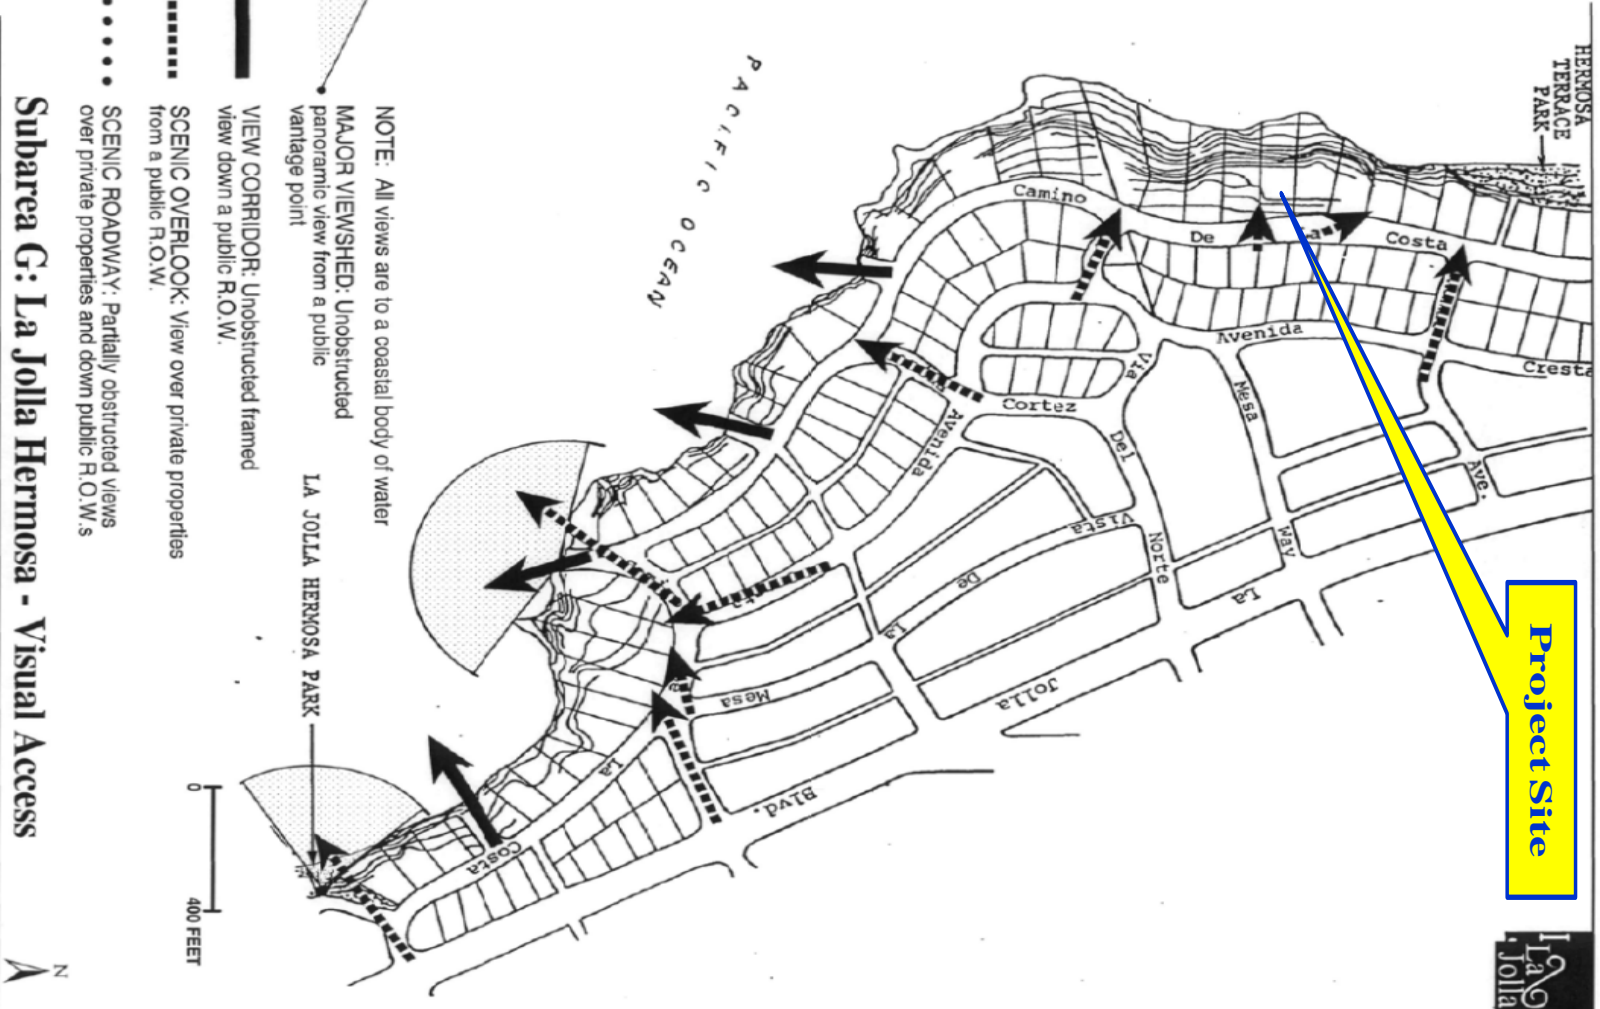 Subarea G: La Jolla Hermosa - Visual Access
NOTE: All views are to a coastal body of water
MAJOR VIEWSHED: Unobstructed
panoramic view from a public
vantage point
VIEW CORRIDOR: Unobstructed framed
view down a public R.O.W.
SCENIC OVERLOOK: View over private properties
from a public R.O.W.
SCENIC ROADWAY: Partially obstructed views
over private properties and down public R.O.W.s
PACIFIC OCEAN
HERMOSA
TERRACE
PARK
LA JOLLA HERMOSA PARK
Project Site
Camino
De
La
Costa
Avenida
Cresta
Via
Mesa
Cortez
Avenida
Del
Norte
Vista
De
La
Mesa
Way
Ave.
La
Jolla
Blvd.
La
Costa
0
400 FEET
N
La
Jolla